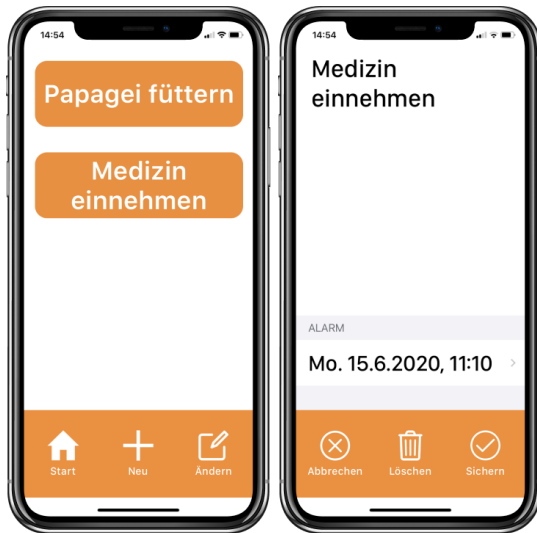 14:54
Papagei füttern
Medizin
einnehmen
Start
Neu
Ändern
14:54
Medizin
einnehmen
ALARM
Mo. 15.6.2020, 11:10
Abbrechen
Löschen
Sichern